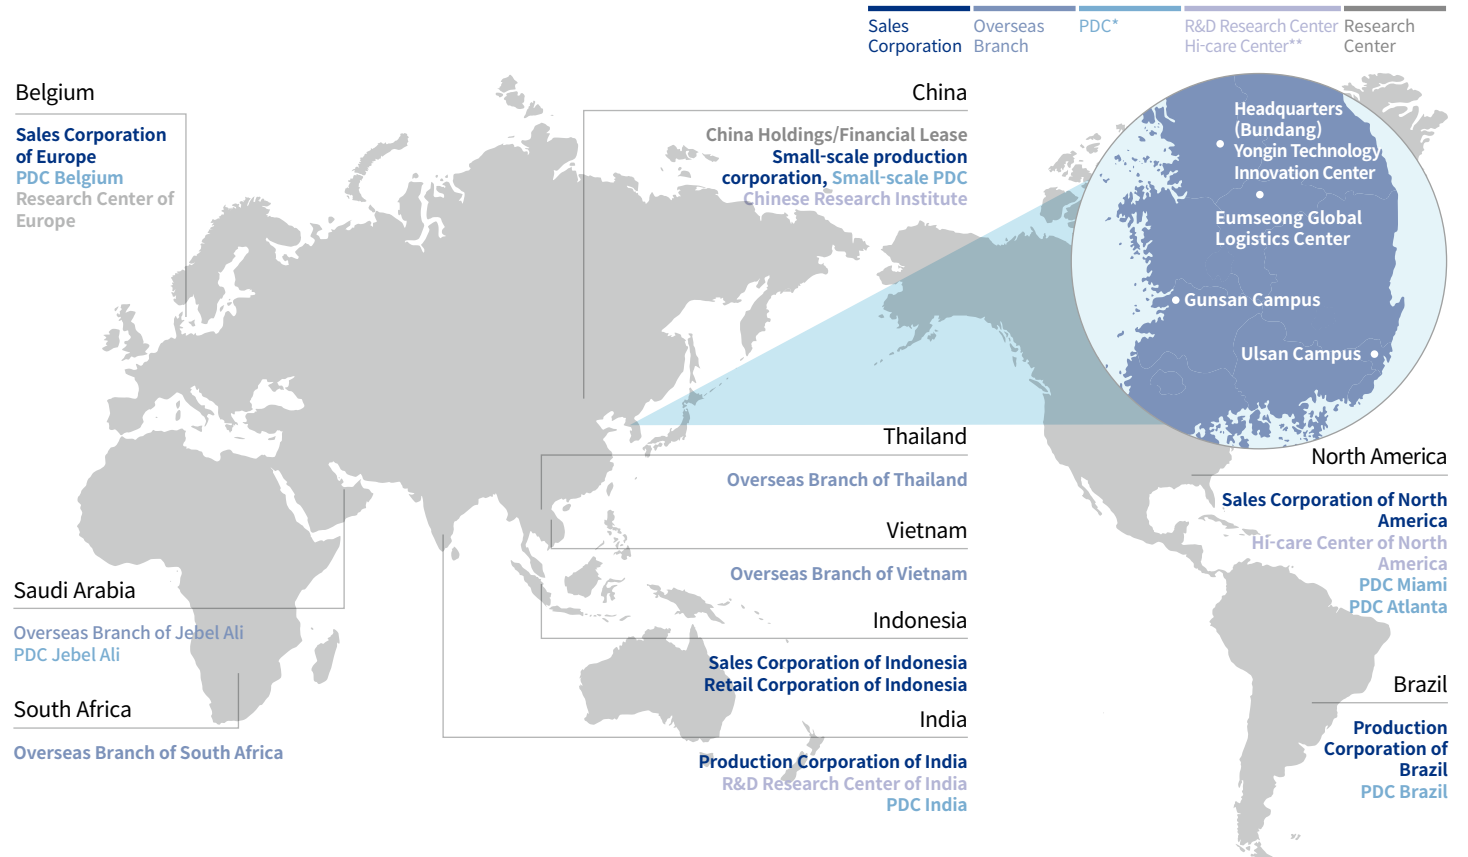 Sales
Corporation
Overseas
Branch
PDC*
R&D Research Center
Hi-care Center**
Research
Center
Belgium
Sales Corporation
of Europe
PDC Belgium
Research Center of
Europe
China
China Holdings/Financial Lease
Small-scale production
corporation, Small-scale PDC
Chinese Research Institute
Headquarters
(Bundang)
Yongin Technology
Innovation Center
Eumseong Global
Logistics Center
Gunsan Campus
Ulsan Campus
Thailand
Overseas Branch of Thailand
North America
Sales Corporation of North
America
Hi-care Center of North
America
PDC Miami
PDC Atlanta
Vietnam
Overseas Branch of Vietnam
Saudi Arabia
Overseas Branch of Jebel Ali
PDC Jebel Ali
Indonesia
Sales Corporation of Indonesia
Retail Corporation of Indonesia
South Africa
Overseas Branch of South Africa
India
Production Corporation of India
R&D Research Center of India
PDC India
Brazil
Production
Corporation of
Brazil
PDC Brazil